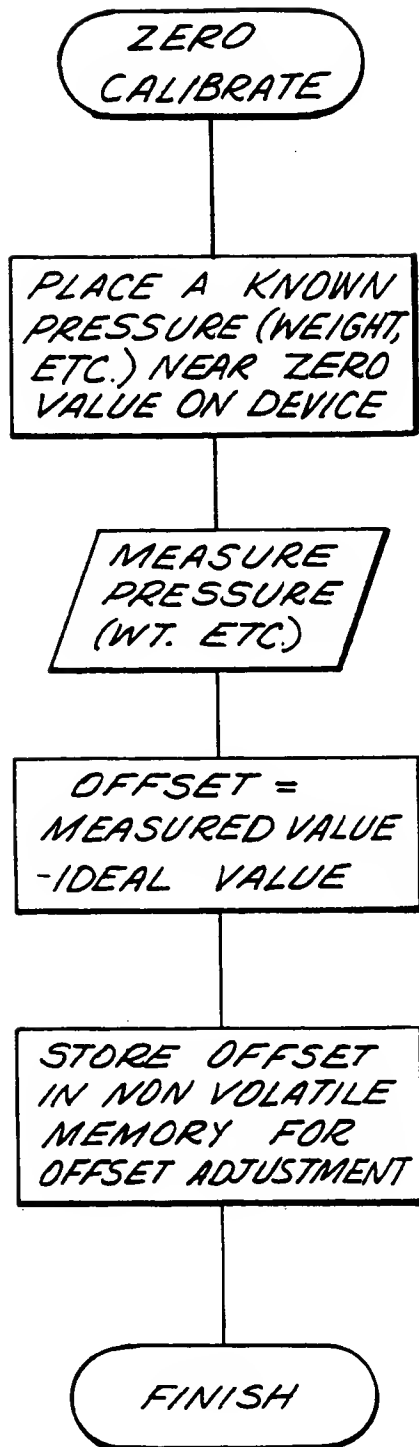 ZERO
CALIBRATE
PLACE A KNOWN
PRESSURE (WEIGHT,
ETC.) NEAR ZERO
VALUE ON DEVICE
MEASURE
PRESSURE
(WT. ETC.)
OFFSET =
MEASURED VALUE
-IDEAL VALUE
STORE OFFSET
IN NON VOLATILE
MEMORY FOR
OFFSET ADJUSTMENT
FINISH